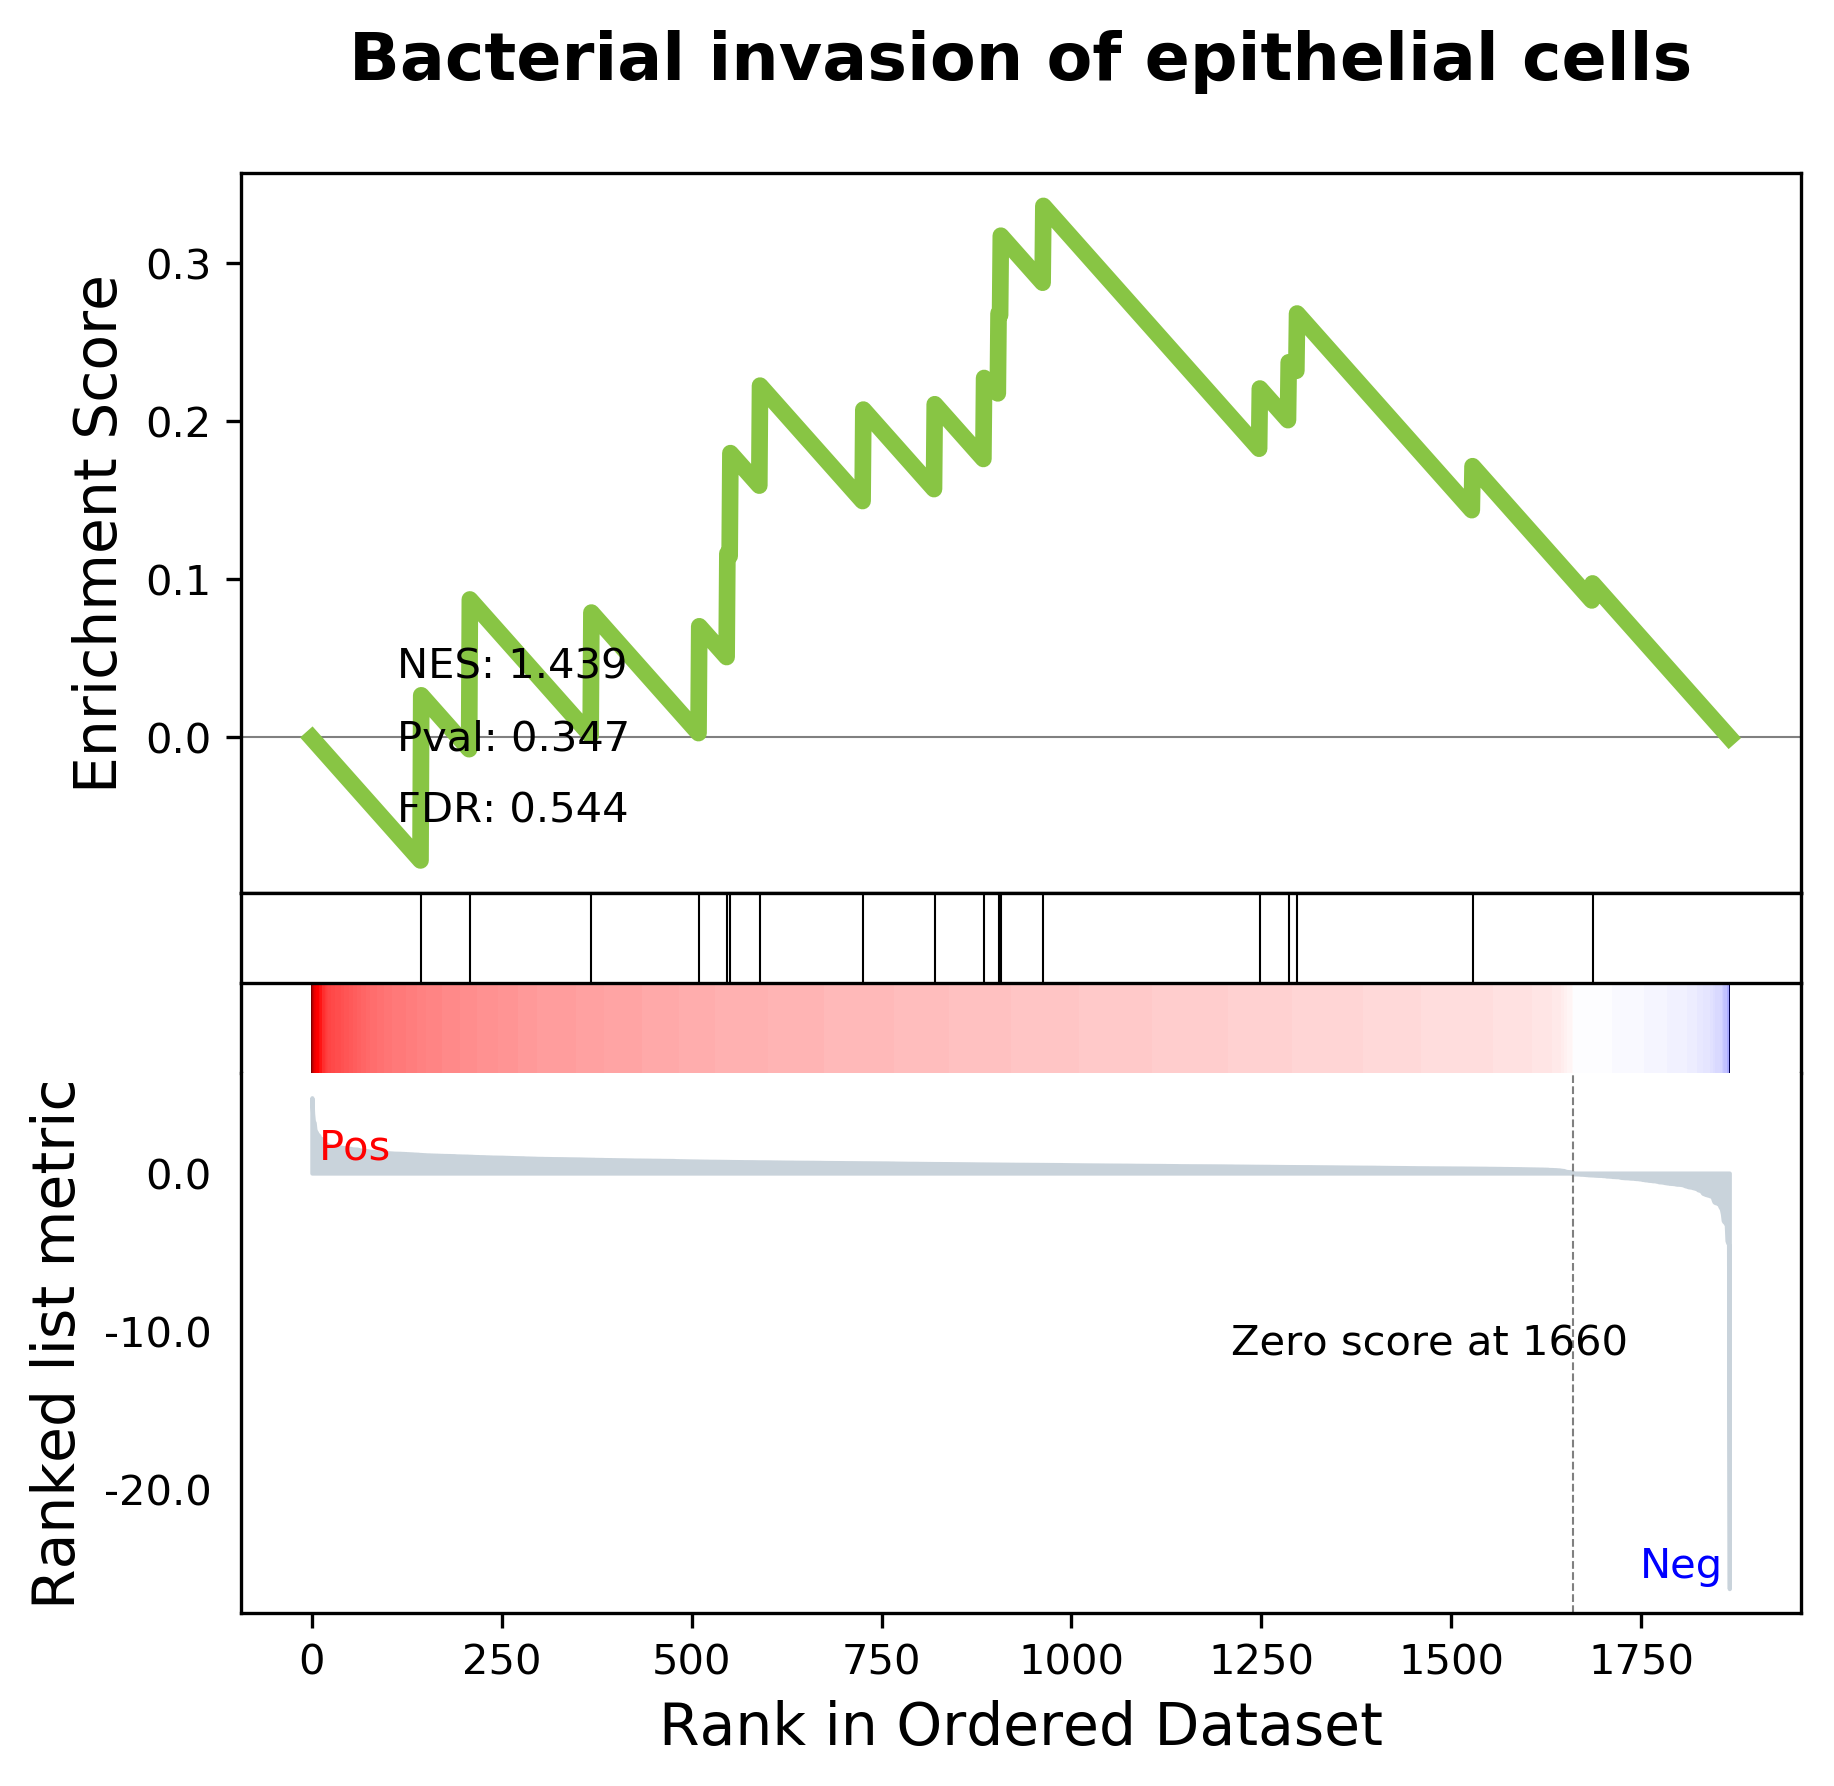 Bacterial invasion of epithelial cells
Enrichment Score
0.3
0.2
0.1
0.0
NES: 1.439
Pval: 0.347
FDR: 0.544
Ranked list metric
0.0
-10.0
-20.0
Pos
Zero score at 1660
Neg
0 250 500 750 1000 1250 1500 1750
Rank in Ordered Dataset